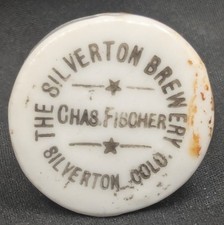 THE SILVERTON BREWERY,
CHAS. FISCHER
SILVERTON, COLO.